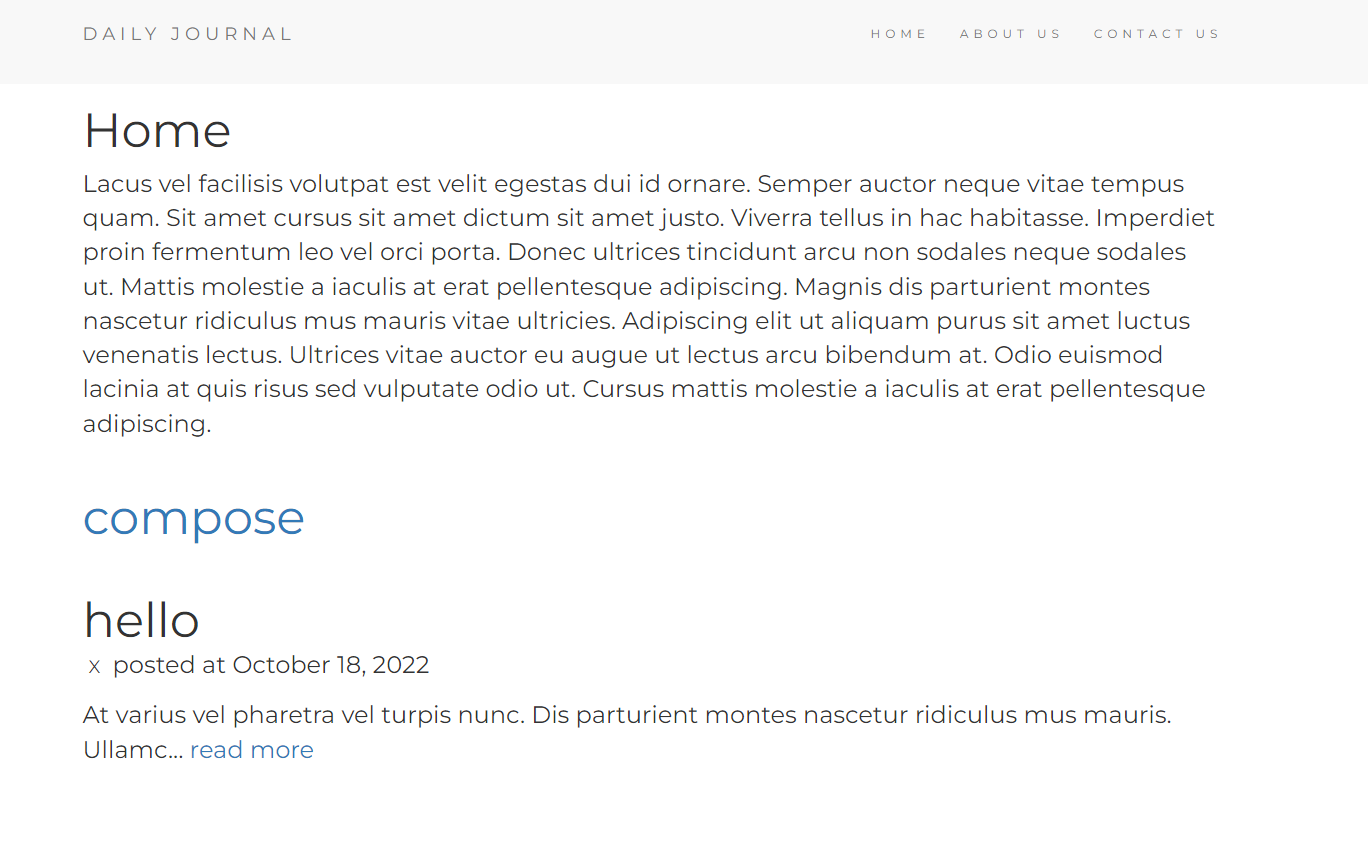 DAILY JOURNAL HOME ABOUT US CONTACT US
Home
Lacus vel facilisis volutpat est velit egestas dui id ornare. Semper auctor neque vitae tempus
quam. Sit amet cursus sit amet dictum sit amet justo. Viverra tellus in hac habitasse. Imperdiet
proin fermentum leo vel orci porta. Donec ultrices tincidunt arcu non sodales neque sodales
ut. Mattis molestie a iaculis at erat pellentesque adipiscing. Magnis dis parturient montes
nascetur ridiculus mus mauris vitae ultricies. Adipiscing elit ut aliquam purus sit amet luctus
venenatis lectus. Ultrices vitae auctor eu augue ut lectus arcu bibendum at. Odio euismod
lacinia at quis risus sed vulputate odio ut. Cursus mattis molestie a iaculis at erat pellentesque
adipiscing.
compose
hello
x posted at October 18, 2022
At varius vel pharetra vel turpis nunc. Dis parturient montes nascetur ridiculus mus mauris.
Ullamc... read more